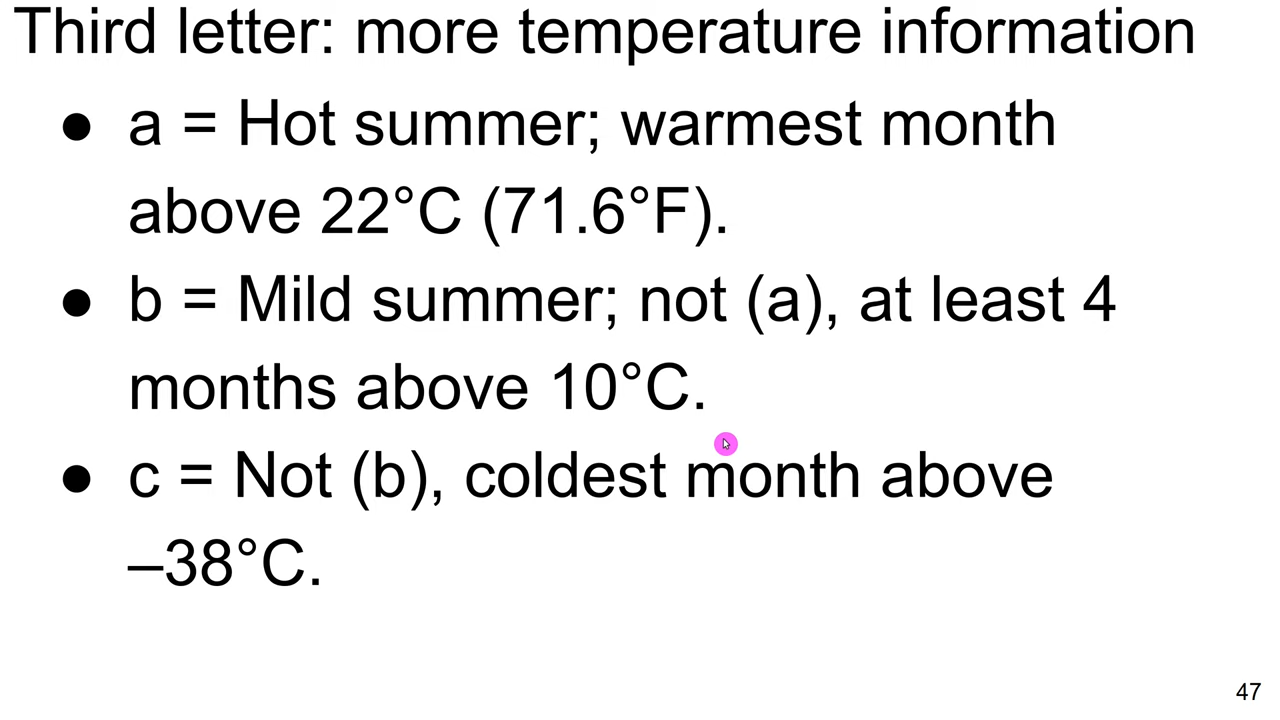 Third letter: more temperature information
● a = Hot summer; warmest month
above 22°C (71.6°F).
● b = Mild summer; not (a), at least 4
months above 10°C.
● c = Not (b), coldest month above
–38°C.
47